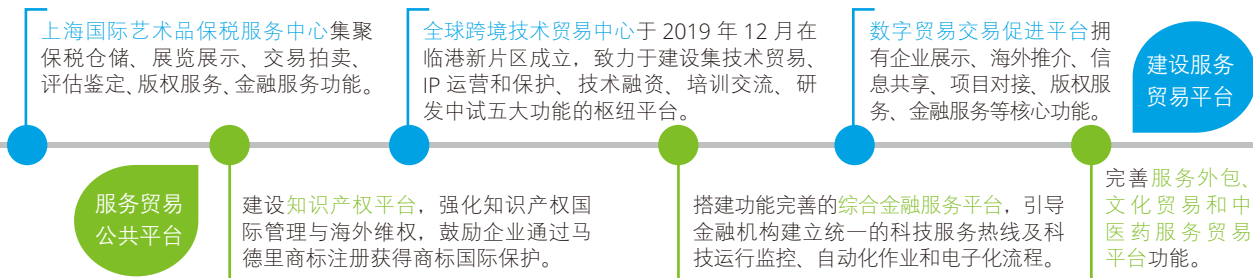 上海国际艺术品保税服务中心集聚
保税仓储、展览展示、交易拍卖、
评估鉴定、版权服务、金融服务功能。
全球跨境技术贸易中心于 2019 年 12 月在
临港新片区成立，致力于建设集技术贸易、
IP 运营和保护、技术融资、培训交流、研
发中试五大功能的枢纽平台。
数字贸易交易促进平台拥
有企业展示、海外推介、信
息共享、项目对接、版权服
务、金融服务等核心功能。
建设服务
贸易平台
服务贸易
公共平台
建设知识产权平台，强化知识产权国
际管理与海外维权，鼓励企业通过马
德里商标注册获得商标国际保护。
搭建功能完善的综合金融服务平台，引导
金融机构建立统一的科技服务热线及科
技运行监控、自动化作业和电子化流程。
完善服务外包、
文化贸易和中
医药服务贸易
平台功能。